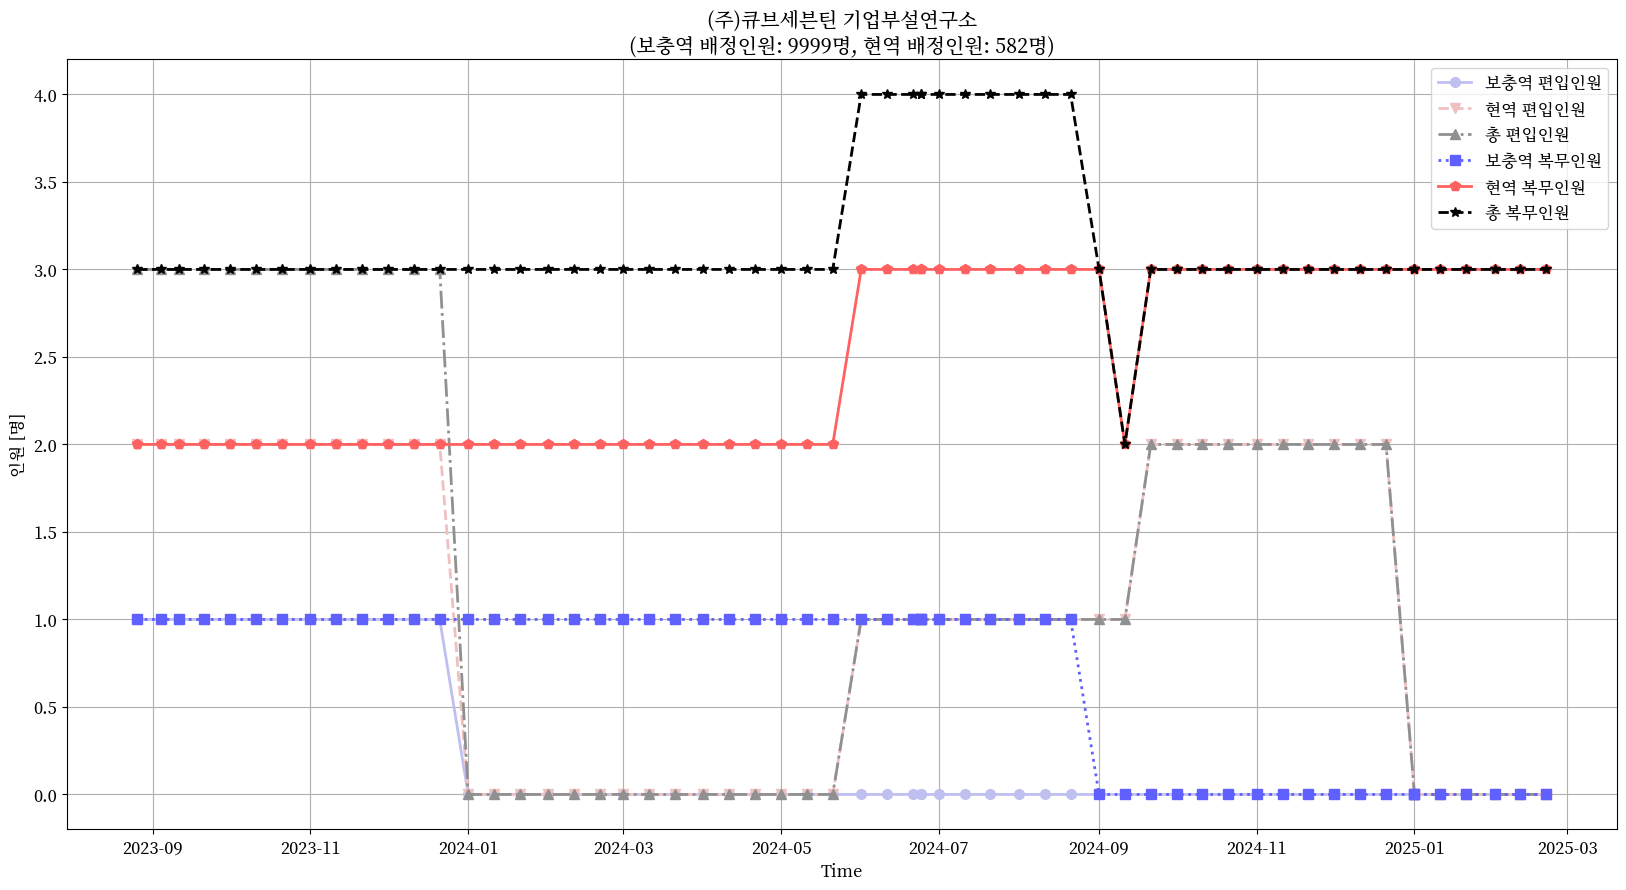 (주)큐브세븐틴 기업부설연구소
(보충역 배정인원: 9999명, 현역 배정인원: 582명)
보충역 편입인원
현역 편입인원
총 편입인원
보충역 복무인원
현역 복무인원
총 복무인원
인원 [명]
4.0
3.5
3.0
2.5
2.0
1.5
1.0
0.5
0.0
2023-09 2023-11 2024-01 2024-03 2024-05 2024-07 2024-09 2024-11 2025-01 2025-03
Time